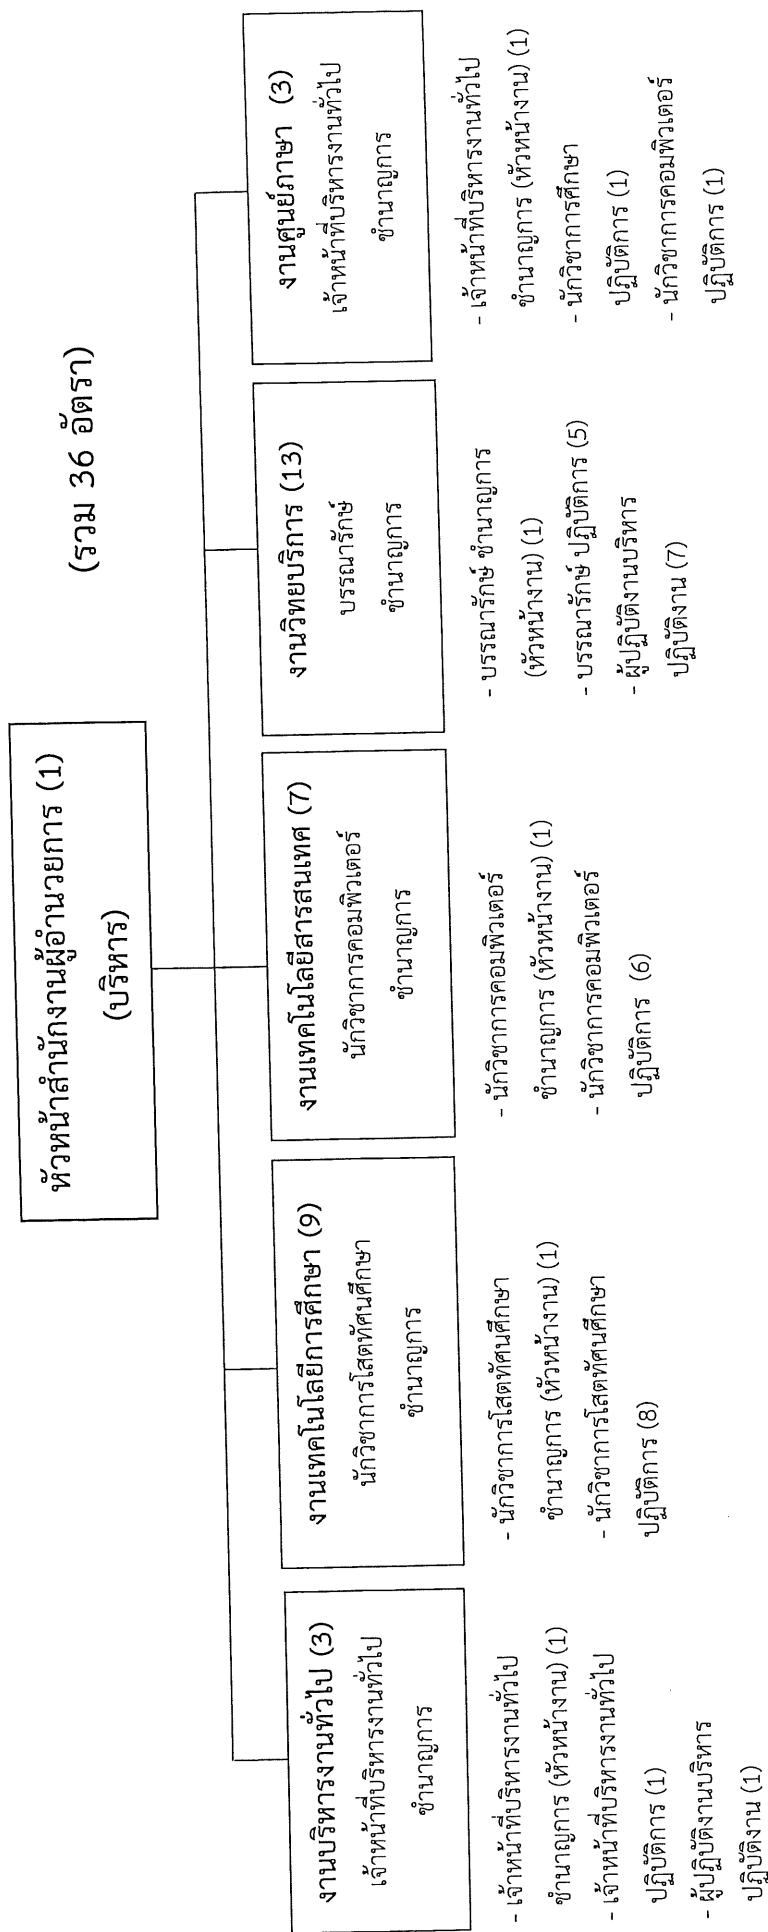 หัวหน้าสำนักงานผู้อำนวยการ (1)
(บริหาร)
(รวม 36 อัตรา)
งานบริหารงานทั่วไป (3)
เจ้าหน้าที่บริหารงานทั่วไป
ชำนาญการ
- เจ้าหน้าที่บริหารงานทั่วไป
ชำนาญการ (หัวหน้างาน) (1)
- เจ้าหน้าที่บริหารงานทั่วไป
ปฏิบัติการ (1)
- ผู้ปฏิบัติงานบริหาร
ปฏิบัติงาน (1)
งานเทคโนโลยีการศึกษา (9)
นักวิชาการโสตทัศนศึกษา
ชำนาญการ
- นักวิชาการโสตทัศนศึกษา
ชำนาญการ (หัวหน้างาน) (1)
- นักวิชาการโสตทัศนศึกษา
ปฏิบัติการ (8)
งานเทคโนโลยีสารสนเทศ (7)
นักวิชาการคอมพิวเตอร์
ชำนาญการ
- นักวิชาการคอมพิวเตอร์
ชำนาญการ (หัวหน้างาน) (1)
- นักวิชาการคอมพิวเตอร์
ปฏิบัติการ (6)
งานวิทยบริการ (13)
บรรณารักษ์
ชำนาญการ
- บรรณารักษ์ ชำนาญการ
(หัวหน้างาน) (1)
- บรรณารักษ์ ปฏิบัติการ (5)
- ผู้ปฏิบัติงานบริหาร
ปฏิบัติงาน (7)
งานศูนย์ภาษา (3)
เจ้าหน้าที่บริหารงานทั่วไป
ชำนาญการ
- เจ้าหน้าที่บริหารงานทั่วไป
ชำนาญการ (หัวหน้างาน) (1)
- นักวิชาการศึกษา
ปฏิบัติการ (1)
- นักวิชาการคอมพิวเตอร์
ปฏิบัติการ (1)